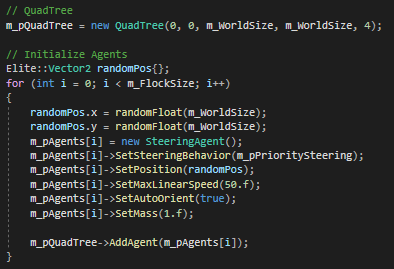 // QuadTree
m_pQuadTree = new QuadTree(0, 0, m_WorldSize, m_WorldSize, 4);
// Initialize Agents
Elite::Vector2 randomPos{};
for (int i = 0; i < m_FlockSize; i++)
{
randomPos.x = randomFloat(m_WorldSize);
randomPos.y = randomFloat(m_WorldSize);
m_pAgents[i] = new SteeringAgent();
m_pAgents[i]->SetSteeringBehavior(m_pPrioritySteering);
m_pAgents[i]->SetPosition(randomPos);
m_pAgents[i]->SetMaxLinearSpeed(50.f);
m_pAgents[i]->SetAutoOrient(true);
m_pAgents[i]->SetMass(1.f);
m_pQuadTree->AddAgent(m_pAgents[i]);
}